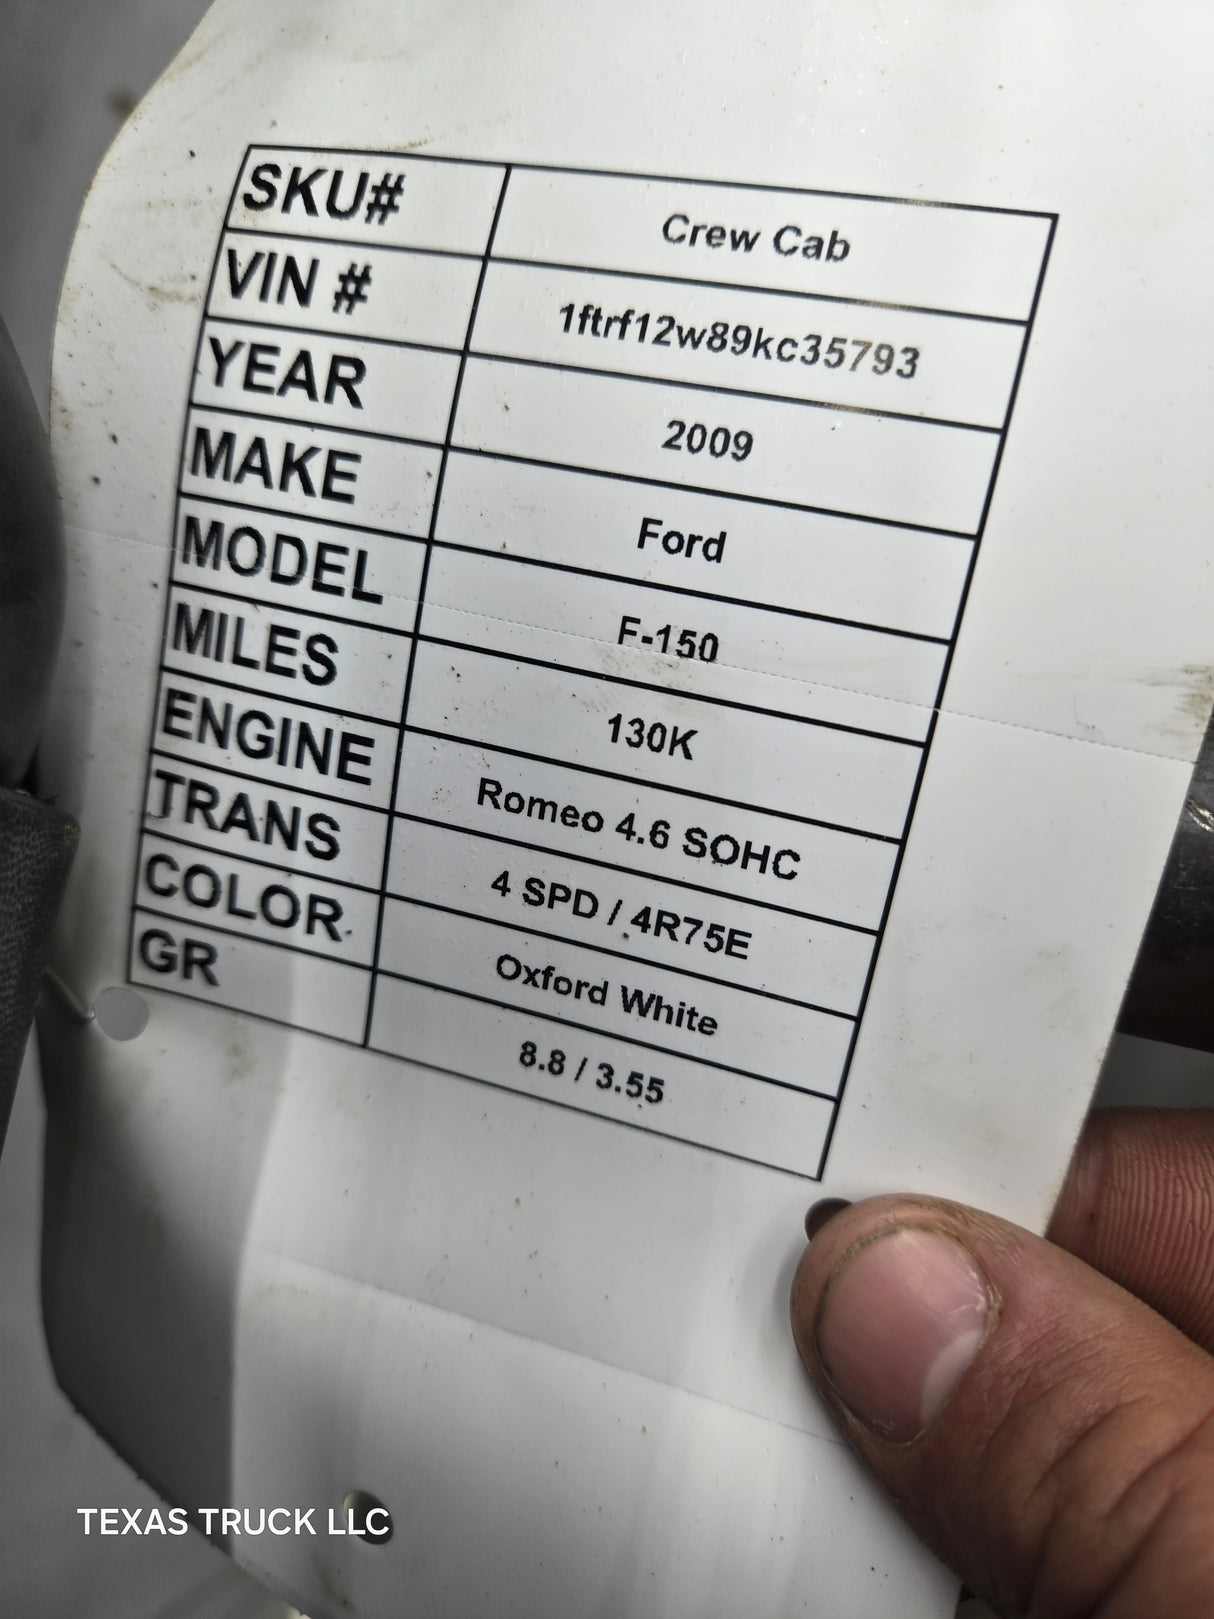 SKU# Crew Cab
VIN # 1ftrf12w89kc35793
YEAR 2009
MAKE Ford
MODEL F-150
MILES 130K
ENGINE Romeo 4.6 SOHC
TRANS 4 SPD / 4R75E
COLOR Oxford White
GR 8.8 / 3.55
TEXAS TRUCK LLC